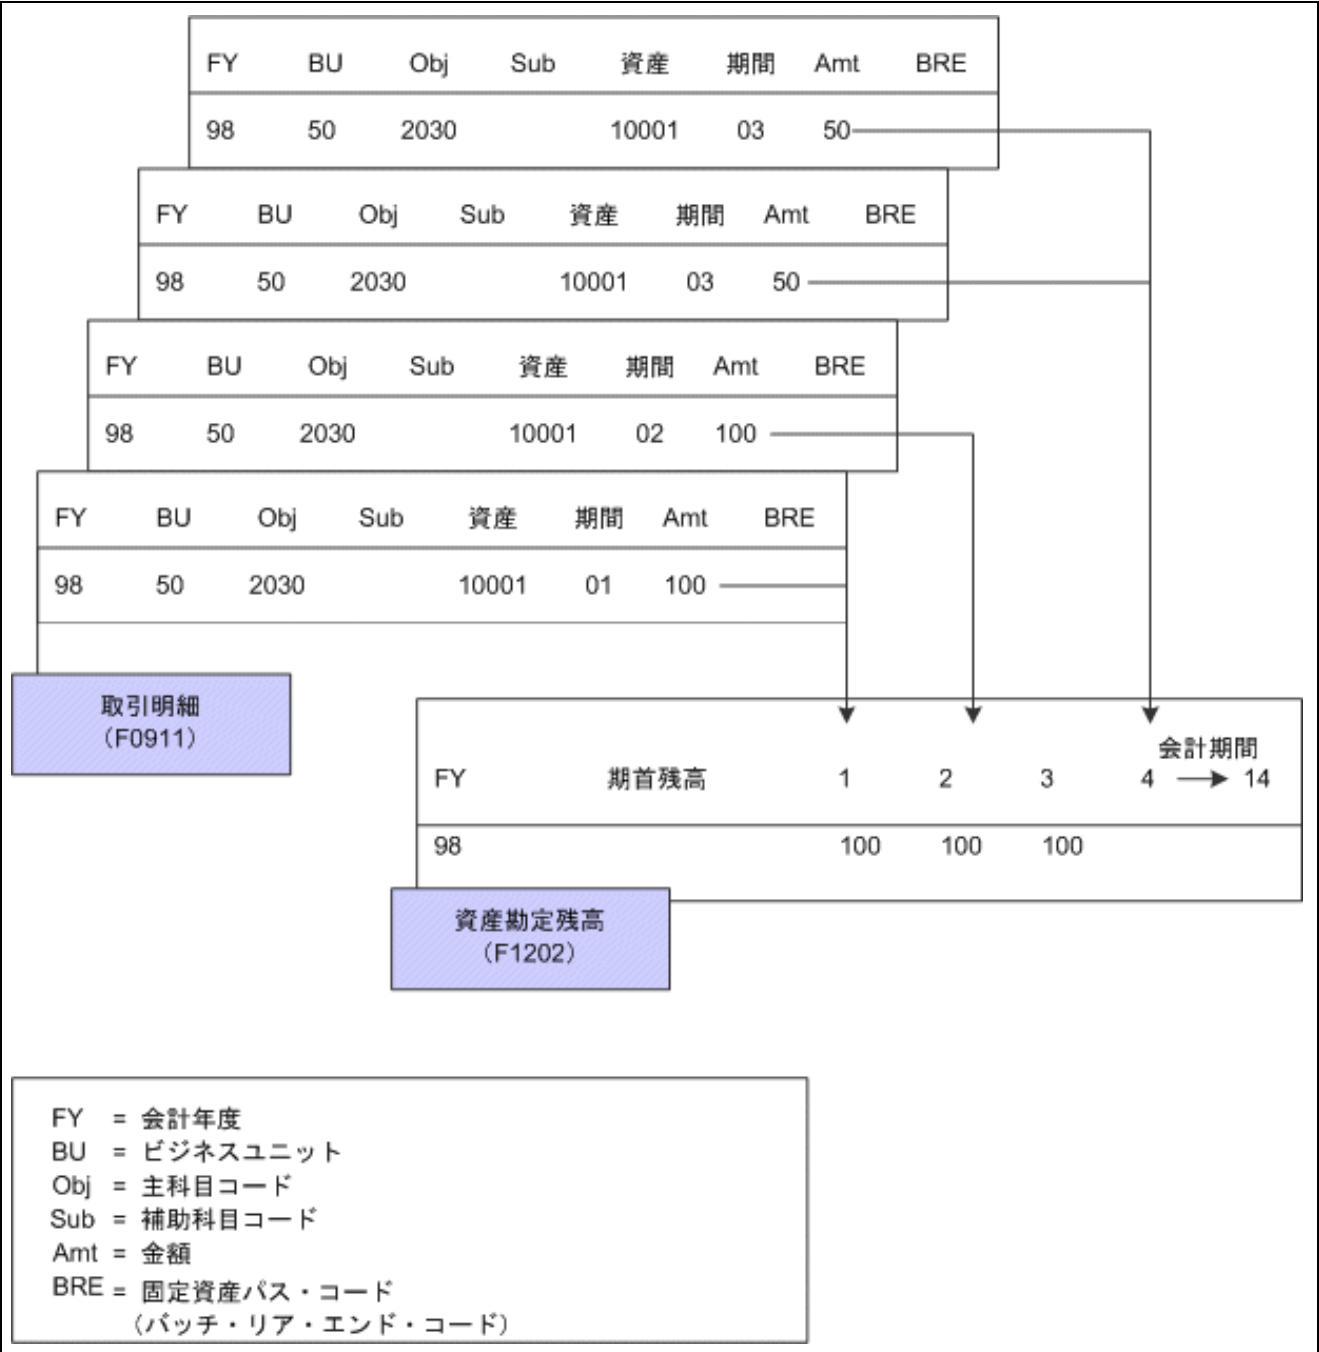 FY BU Obj Sub 資産 期間 Amt BRE
98 50 2030 10001 03 50
FY BU Obj Sub 資産 期間 Amt BRE
98 50 2030 10001 03 50
FY BU Obj Sub 資産 期間 Amt BRE
98 50 2030 10001 02 100
FY BU Obj Sub 資産 期間 Amt BRE
98 50 2030 10001 01 100
取引明細
（F0911）
会計期間
FY 期首残高 1 2 3 4 → 14
98 100 100 100
資産勘定残高
（F1202）
FY = 会計年度
BU = ビジネスユニット
Obj = 主科目コード
Sub = 補助科目コード
Amt = 金額
BRE = 固定資産パス・コード
（バッチ・リア・エンド・コード）